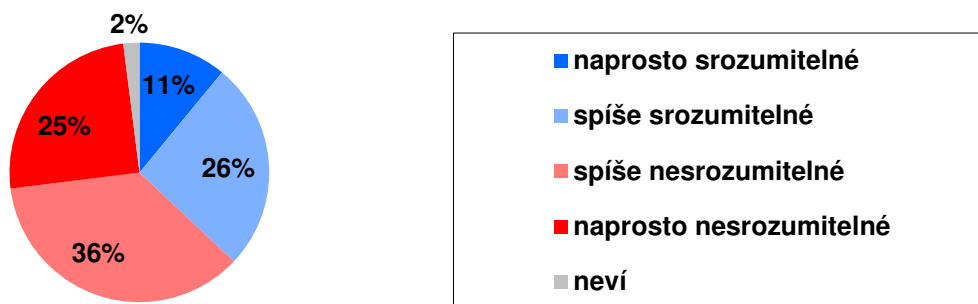 2%
11%
25%
26%
36%
naprosto srozumitelné
spíše srozumitelné
spíše nesrozumitelné
naprosto nesrozumitelné
neví